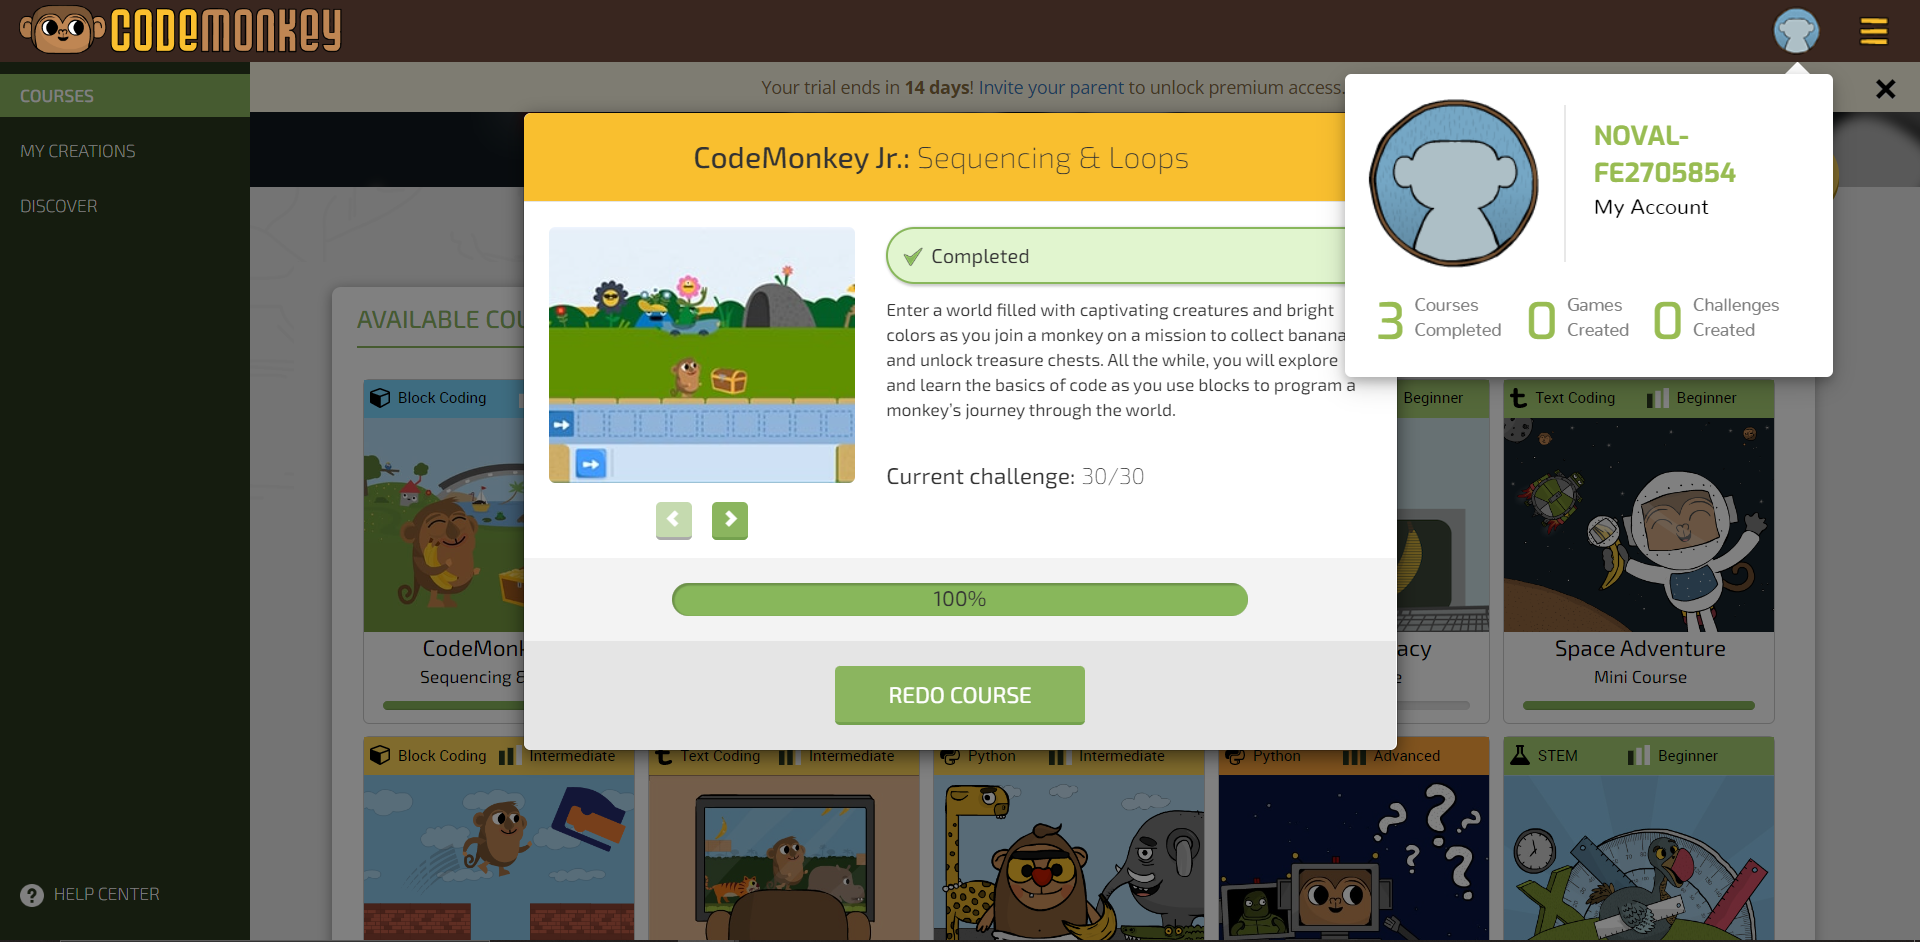 CODEMONKEY
COURSES
MY CREATIONS
DISCOVER
HELP CENTER
Your trial ends in 14 days! Invite your parent to unlock premium access.
NOVAL-
FE2705854
My Account
3 Courses Completed
0 Games Created
0 Challenges Created
CodeMonkey Jr.: Sequencing & Loops
Completed
Enter a world filled with captivating creatures and bright
colors as you join a monkey on a mission to collect banana
and unlock treasure chests. All the while, you will explore
and learn the basics of code as you use blocks to program a
monkey's journey through the world.
Current challenge: 30/30
100%
REDO COURSE
AVAILABLE COU
Block Coding
Beginner
Text Coding Beginner
CodeMonk
Sequencing &
acy
Space Adventure
Mini Course
Block Coding Intermediate
Text Coding Intermediate
Python Intermediate
Python Advanced
STEM Beginner